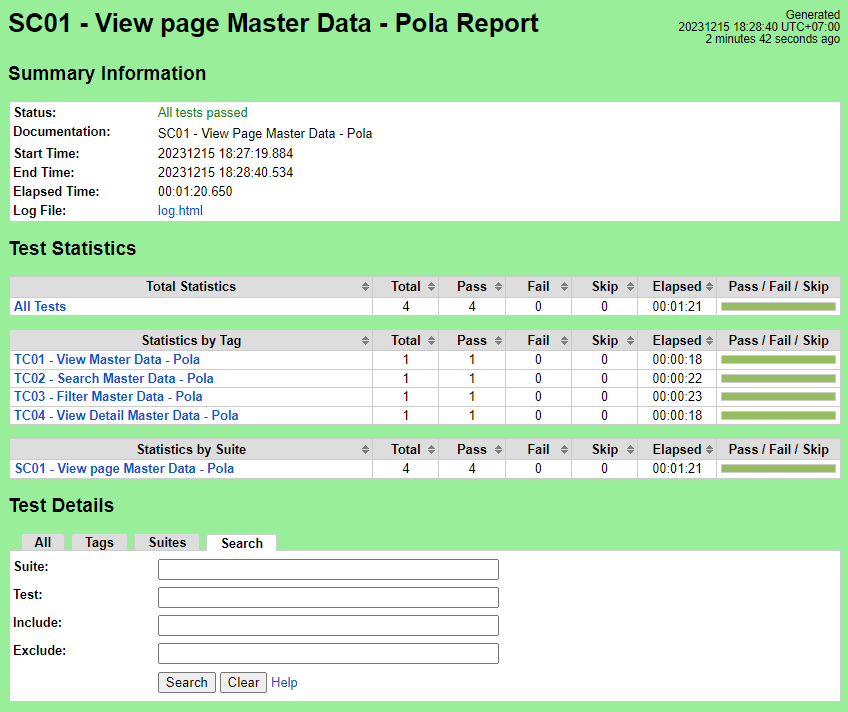 SC01 - View page Master Data - Pola Report
Generated
20231215 18:28:40 UTC+07:00
2 minutes 42 seconds ago
Summary Information
Status: All tests passed
Documentation: SC01 - View Page Master Data - Pola
Start Time: 20231215 18:27:19.884
End Time: 20231215 18:28:40.534
Elapsed Time: 00:01:20.650
Log File: log.html
Test Statistics
Total Statistics Total Pass Fail Skip Elapsed Pass / Fail / Skip
All Tests 4 4 0 0 00:01:21
Statistics by Tag Total Pass Fail Skip Elapsed Pass / Fail / Skip
TC01 - View Master Data - Pola 1 1 0 0 00:00:18
TC02 - Search Master Data - Pola 1 1 0 0 00:00:22
TC03 - Filter Master Data - Pola 1 1 0 0 00:00:23
TC04 - View Detail Master Data - Pola 1 1 0 0 00:00:18
Statistics by Suite Total Pass Fail Skip Elapsed Pass / Fail / Skip
SC01 - View page Master Data - Pola 4 4 0 0 00:01:21
Test Details
All Tags Suites Search
Suite:
Test:
Include:
Exclude:
Search Clear Help